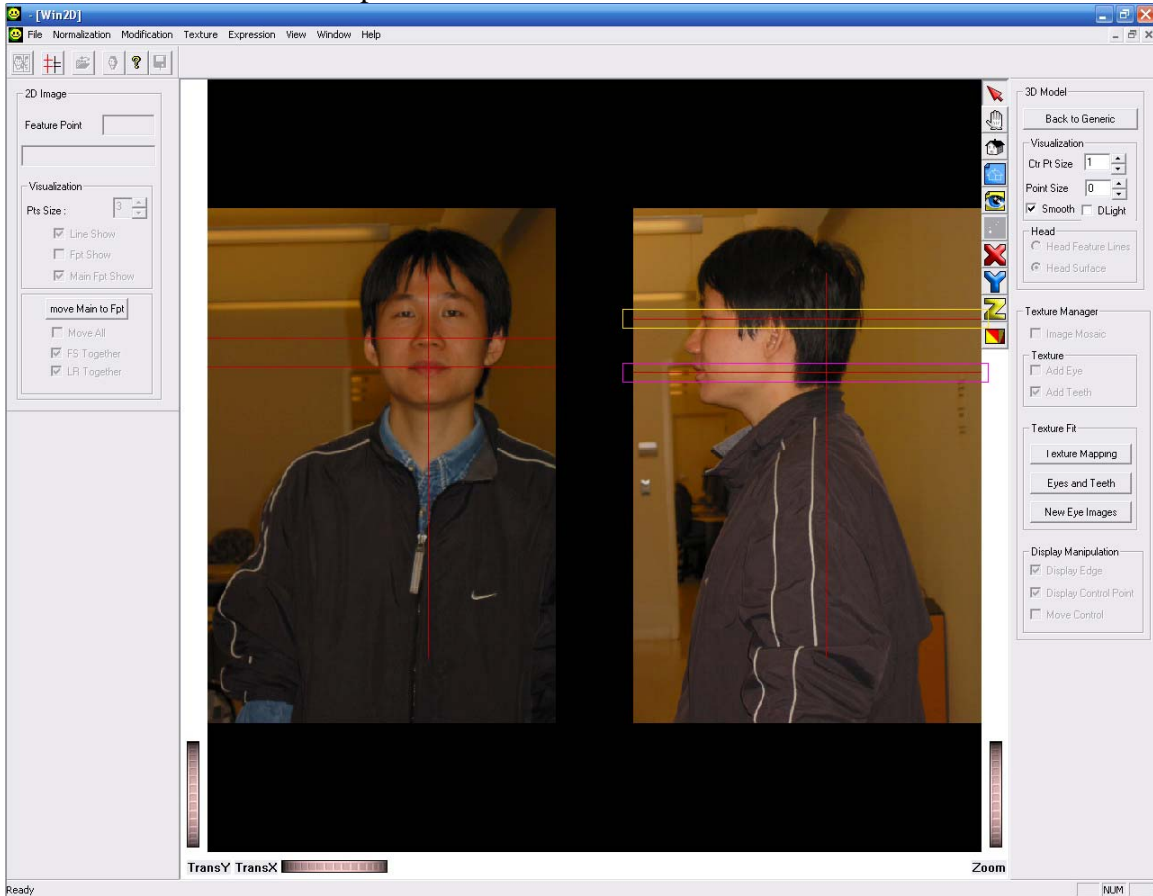 - [Win2D]
File Normalization Modification Texture Expression View Window Help
2D Image
Feature Point
Visualization
Pts Size : 3
Line Show
Fpt Show
Main Fpt Show
move Main to Fpt
Move All
FS Together
LR Together
3D Model
Back to Generic
Visualization
Ctr Pt Size 1
Point Size 0
Smooth DLight
Head
Head Feature Lines
Head Surface
Texture Manager
Image Mosaic
Texture
Add Eye
Add Teeth
Texture Fit
Texture Mapping
Eyes and Teeth
New Eye Images
Display Manipulation
Display Edge
Display Control Point
Move Control
TransY TransX Zoom
Ready NUM